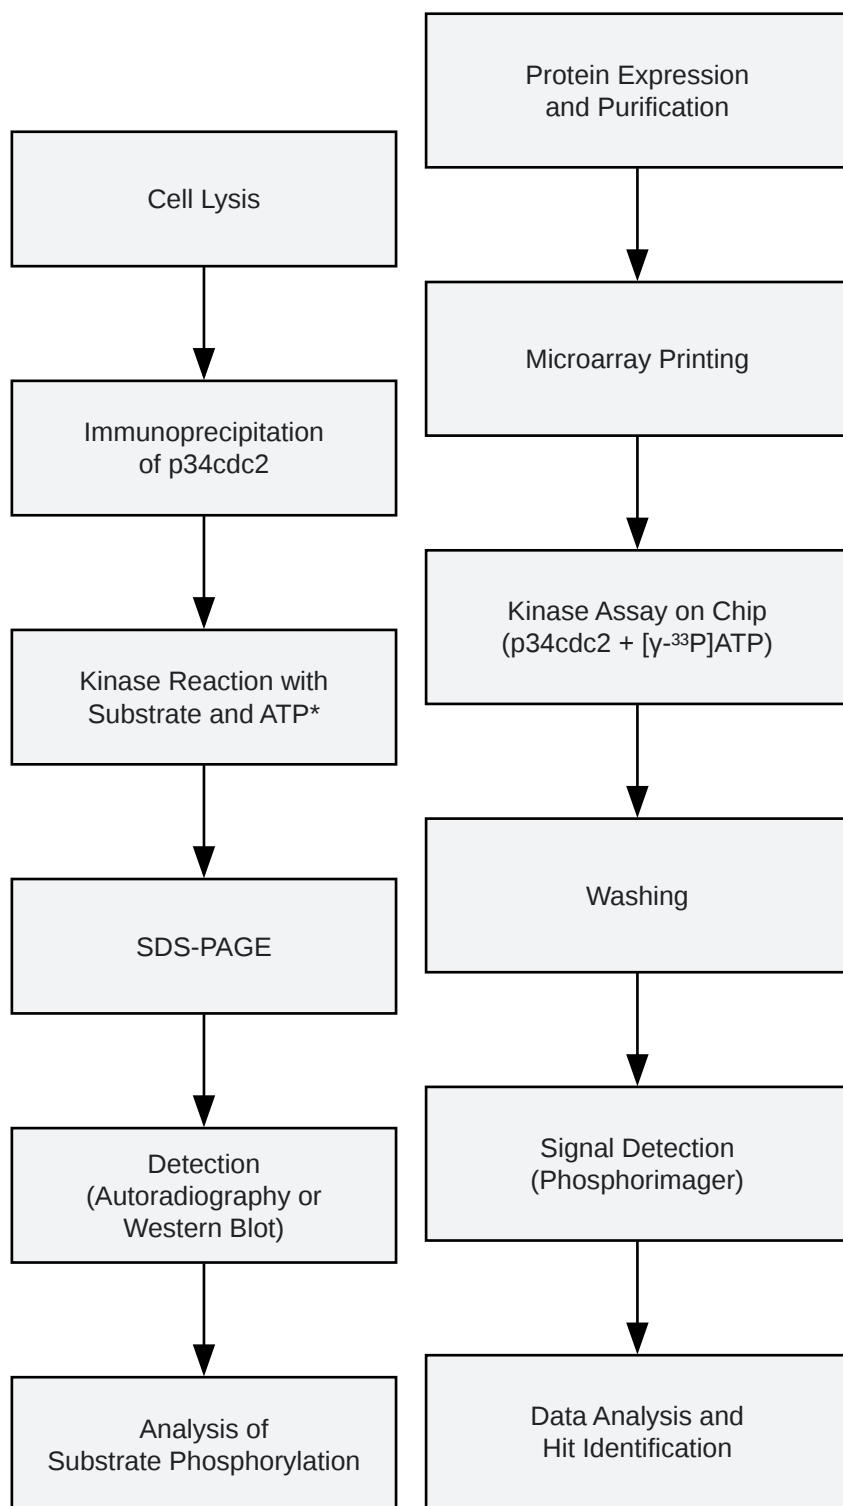 Cell Lysis
Immunoprecipitation
of p34cdc2
Kinase Reaction with
Substrate and ATP*
SDS-PAGE
Detection
(Autoradiography or
Western Blot)
Analysis of
Substrate Phosphorylation
Protein Expression
and Purification
Microarray Printing
Kinase Assay on Chip
(p34cdc2 + [γ-³³P]ATP)
Washing
Signal Detection
(Phosphorimager)
Data Analysis and
Hit Identification